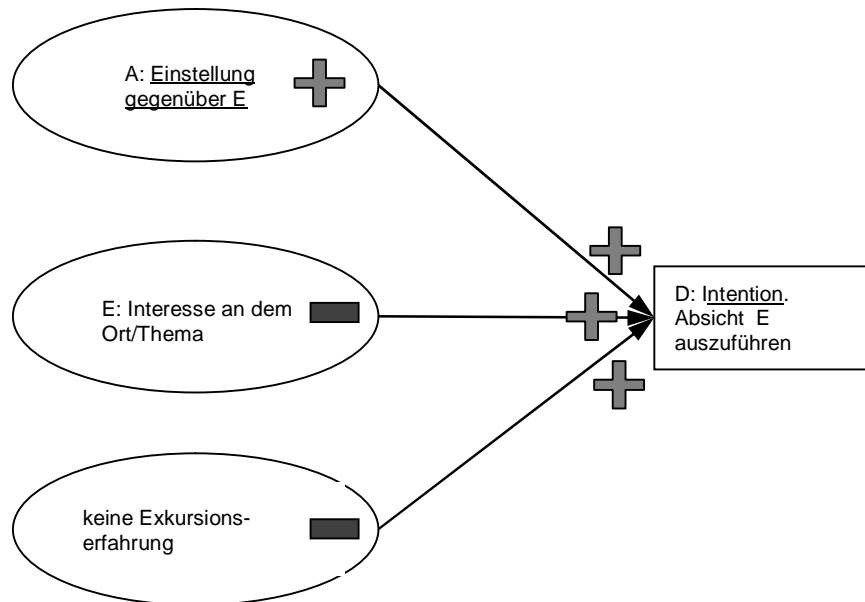 A: Einstellung
gegenüber E
E: Interesse an dem
Ort/Thema
D: Intention.
Absicht E
auszuführen
keine Exkursions-
erfahrung